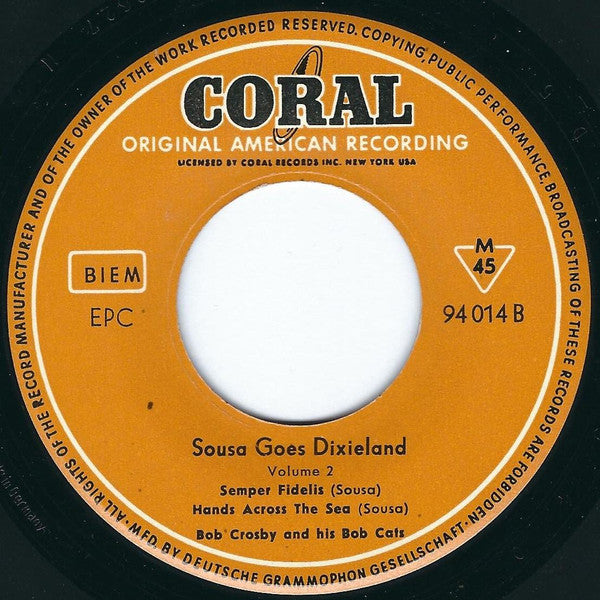 • ALL RIGHTS OF THE RECORD MANUFACTURER AND OF THE OWNER OF THE WORK RECORDED RESERVED. COPYING, PUBLIC PERFORMANCE, BROADCASTING OF THESE RECORDS ARE FORBIDDEN •
CORAL
ORIGINAL AMERICAN RECORDING
LICENSED BY CORAL RECORDS INC. NEW YORK USA
BIEM
M
45
EPC
94 014 B
Sousa Goes Dixieland
Volume 2
Semper Fidelis (Sousa)
Hands Across The Sea (Sousa)
Bob Crosby and his Bob Cats
MFD. BY DEUTSCHE GRAMMOPHON GESELLSCHAFT